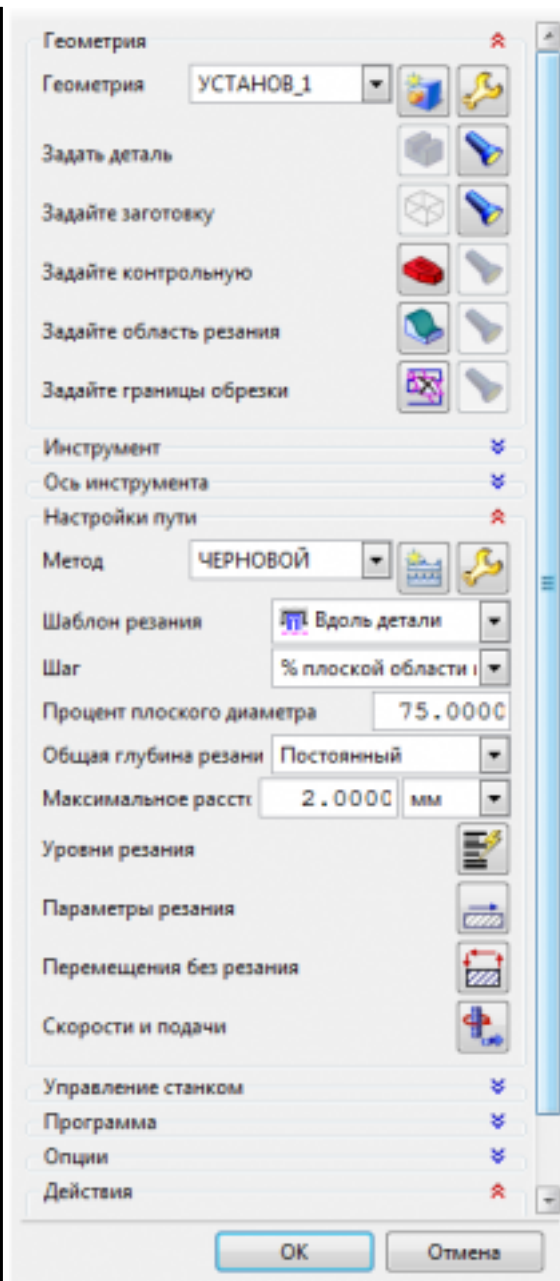 Геометрия
Геометрия УСТАНОВ_1
Задать деталь
Задайте заготовку
Задайте контрольную
Задайте область резания
Задайте границы обрезки
Инструмент
Ось инструмента
Настройки пути
Метод ЧЕРНОВОЙ
Шаблон резания Вдоль детали
Шаг % плоской области
Процент плоского диаметра 75.0000
Общая глубина резани Постоянный
Максимальное расст 2.0000 мм
Уровни резания
Параметры резания
Перемещения без резания
Скорости и подачи
Управление станком
Программа
Опции
Действия
ОК Отмена